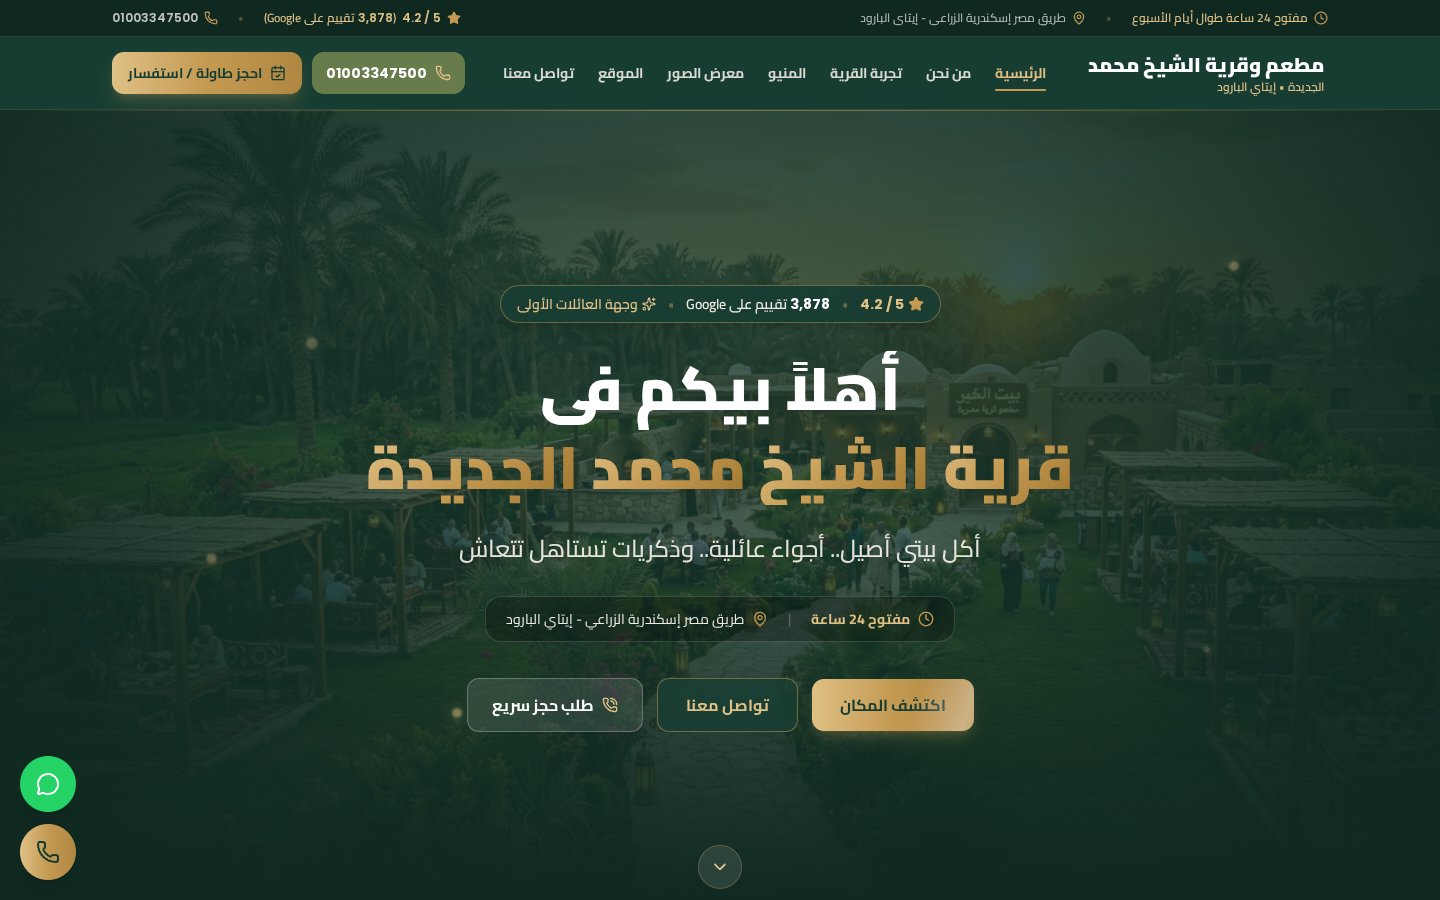 مفتوح 24 ساعة طوال أيام الأسبوع • طريق مصر إسكندرية الزراعي - إيتاي البارود
4.2 / 5 (3,878 تقييم على Google) • 01003347500
مطعم وقرية الشيخ محمد
الجديدة • إيتاي البارود
الرئيسية
من نحن
تجربة القرية
المنيو
معرض الصور
الموقع
تواصل معنا
01003347500
احجز طاولة / استفسار
4.2 / 5 • 3,878 تقييم على Google • وجهة العائلات الأولى
أهلاً بيكم في
قرية الشيخ محمد الجديدة
أكل بيتي أصيل.. أجواء عائلية.. وذكريات تستاهل تتعاش
مفتوح 24 ساعة | طريق مصر إسكندرية الزراعي - إيتاي البارود
اكتشف المكان
تواصل معنا
طلب حجز سريع
بيت الخير